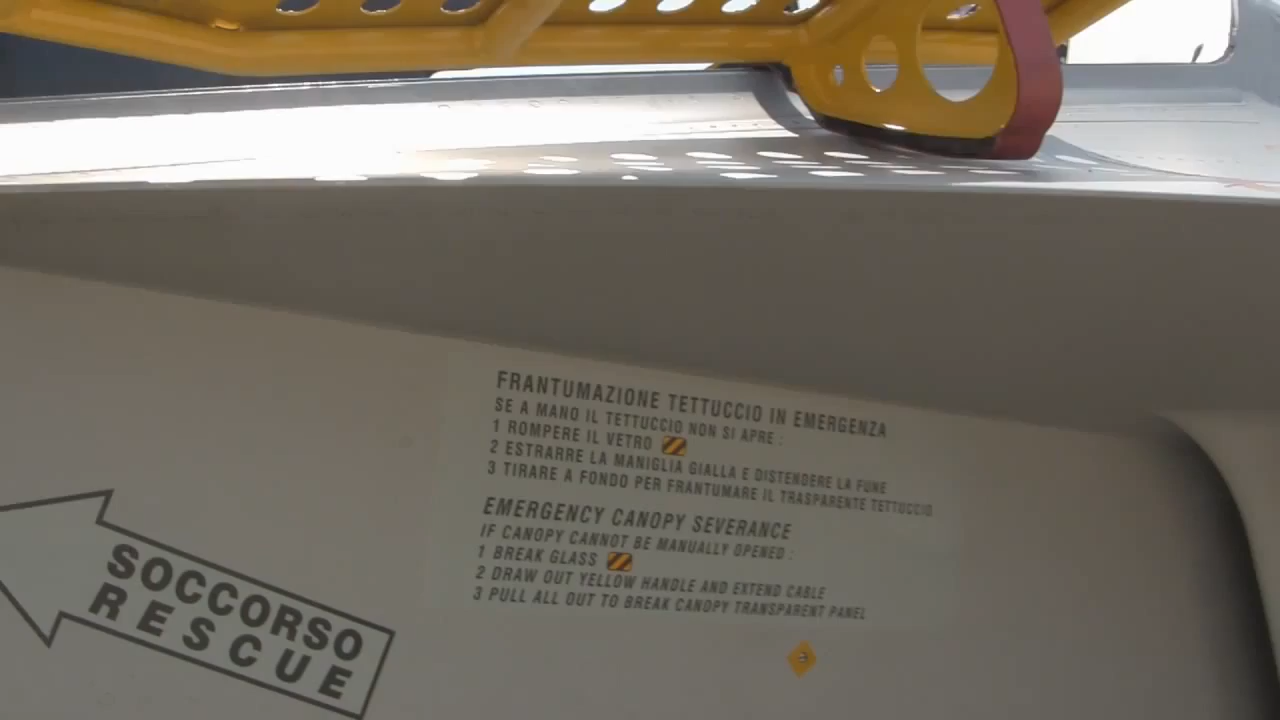 FRANTUMAZIONE TETTUCCIO IN EMERGENZA
SE A MANO IL TETTUCCIO NON SI APRE :
1 ROMPERE IL VETRO
2 ESTRARRE LA MANIGLIA GIALLA E DISTENDERE LA FUNE
3 TIRARE A FONDO PER FRANTUMARE IL TRASPARENTE TETTUCCIO
EMERGENCY CANOPY SEVERANCE
IF CANOPY CANNOT BE MANUALLY OPENED :
1 BREAK GLASS
2 DRAW OUT YELLOW HANDLE AND EXTEND CABLE
3 PULL ALL OUT TO BREAK CANOPY TRANSPARENT PANEL
SOCCORSO
RESCUE